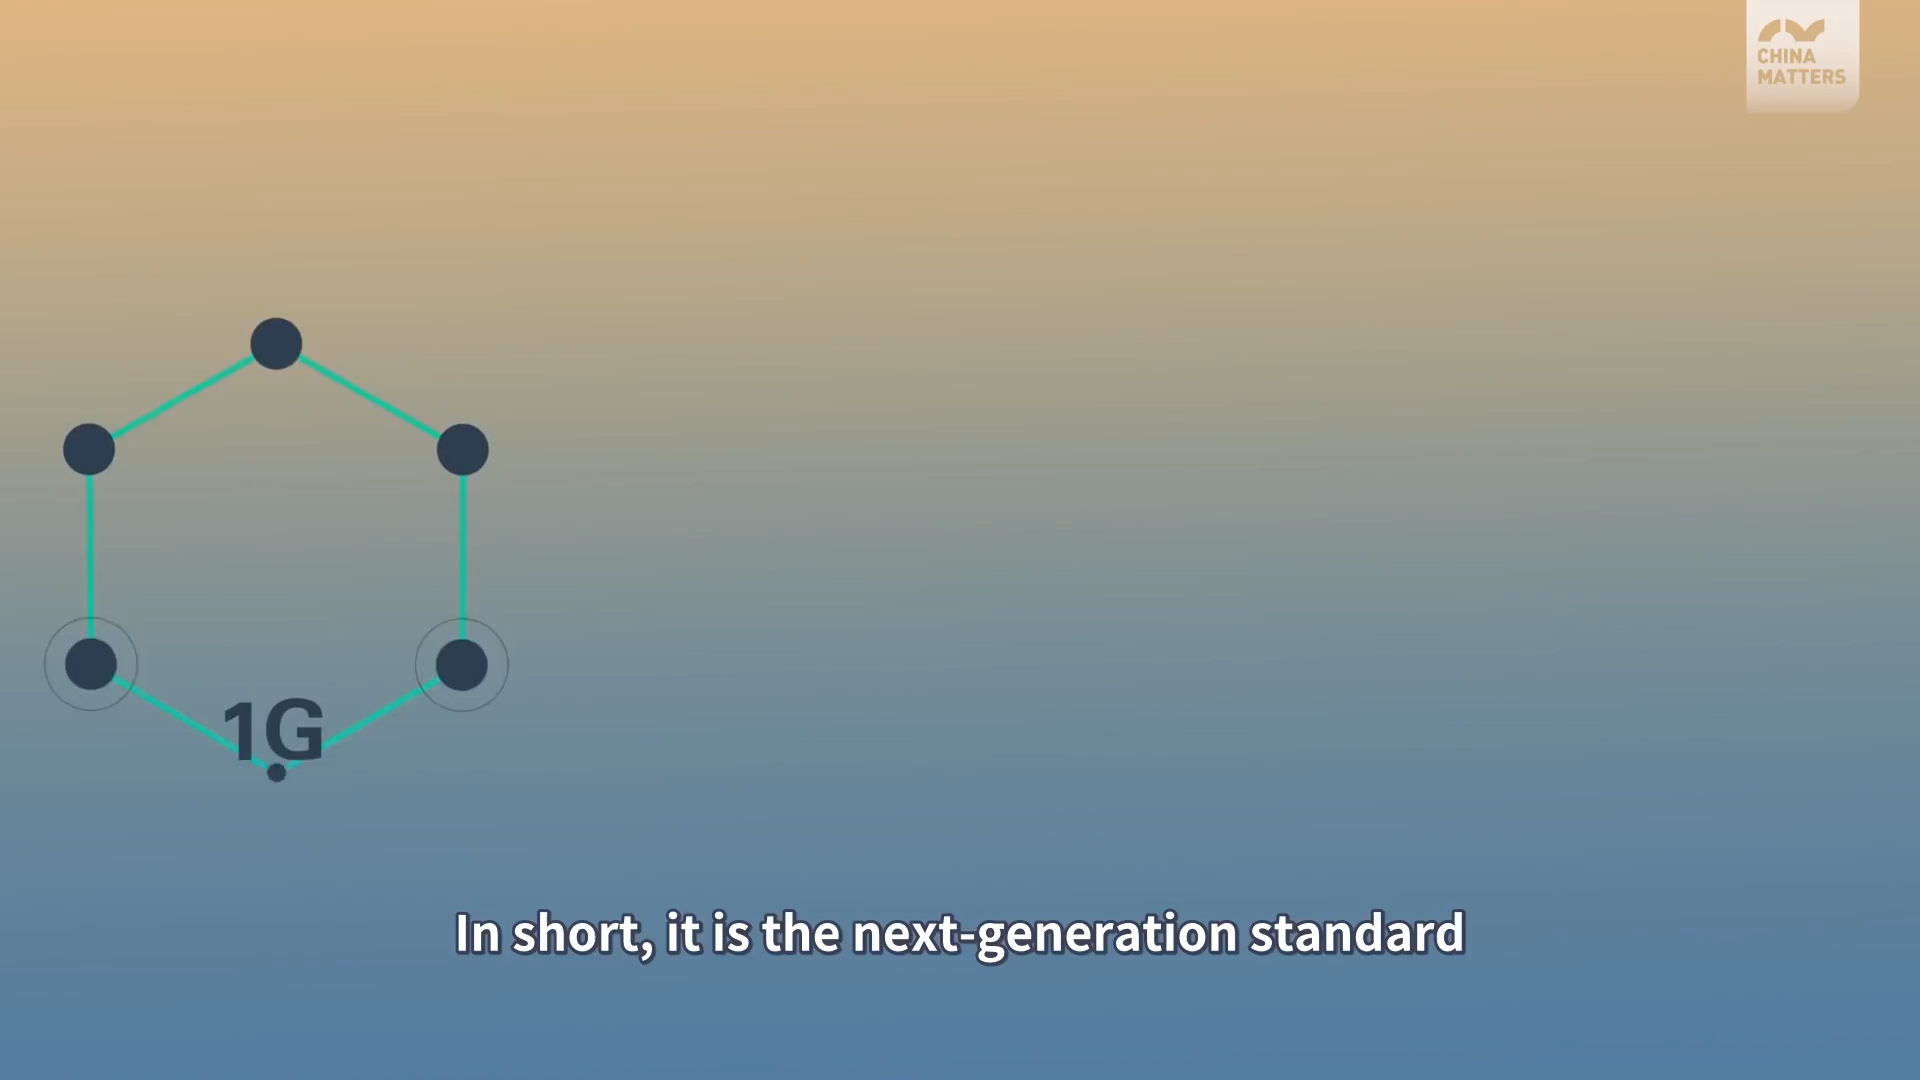 CHINA
MATTERS
1G
In short, it is the next-generation standard